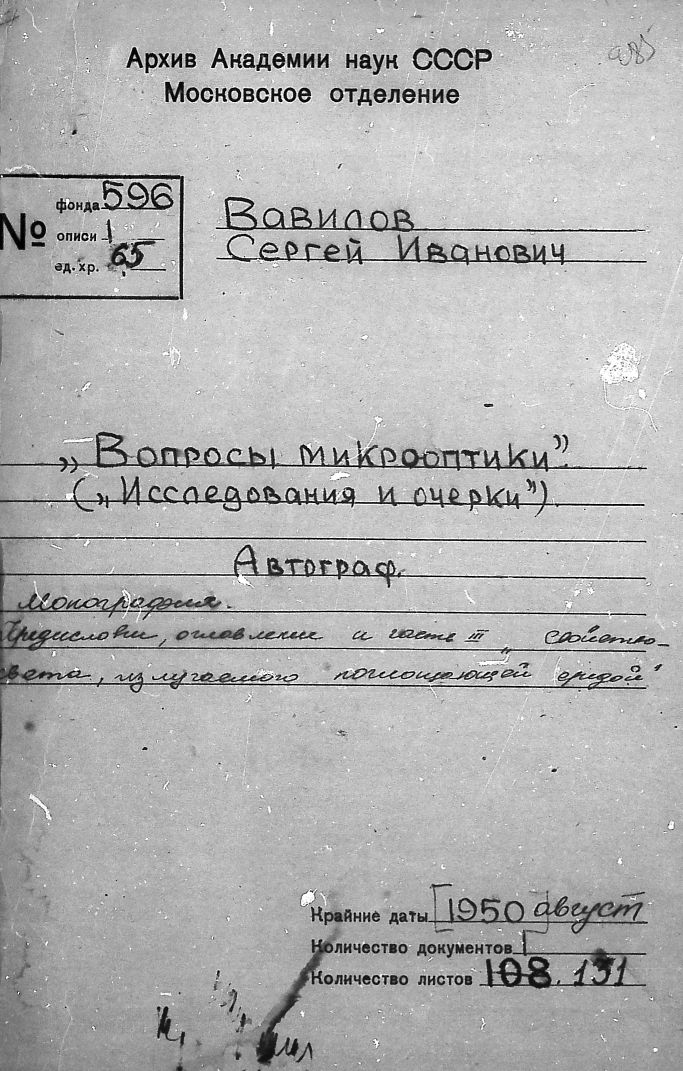 Архив Академии наук СССР
Московское отделение
№
фонда 596
описи 1
ед. хр. 65
Вавилов
Сергей Иванович
„Вопросы микрооптики”.
(„Исследования и очерки”).
Автограф.
Монография.
Предисловие, оглавление и часть III „свойство
света, излучаемого поглощающей средой”
Крайние даты [1950] август
Количество документов 1
Количество листов 108. 131